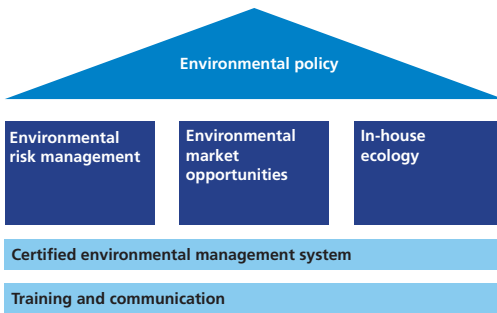 Environmental policy
Environmental
risk management
Environmental
market
opportunities
In-house
ecology
Certified environmental management system
Training and communication